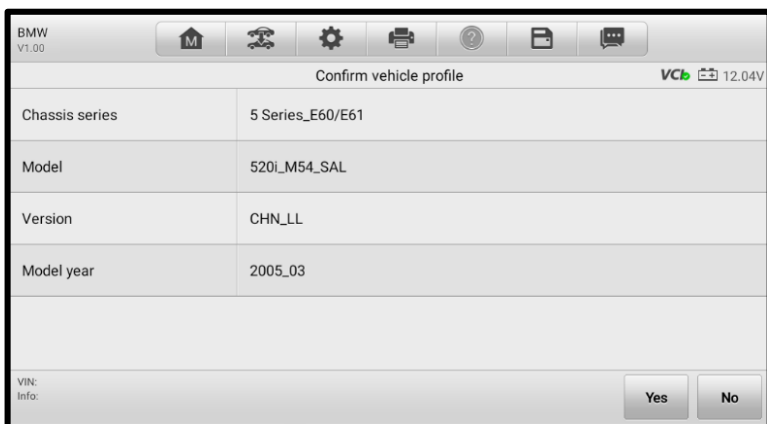 BMW
V1.00
M
?
Confirm vehicle profile
VCI 12.04V
Chassis series 5 Series_E60/E61
Model 520i_M54_SAL
Version CHN_LL
Model year 2005_03
VIN:
Info:
Yes No